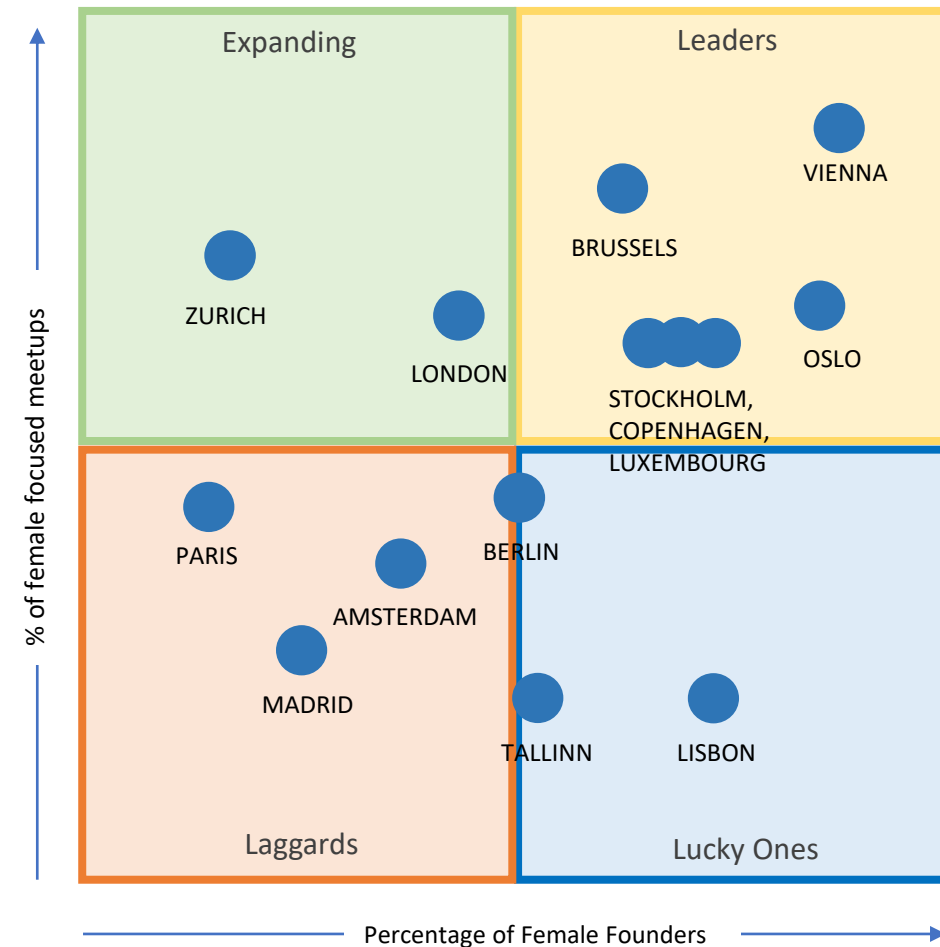 Expanding
Leaders
VIENNA
BRUSSELS
ZURICH
LONDON
OSLO
STOCKHOLM,
COPENHAGEN,
LUXEMBOURG
% of female focused meetups
PARIS
BERLIN
AMSTERDAM
MADRID
TALLINN
LISBON
Laggards
Lucky Ones
Percentage of Female Founders